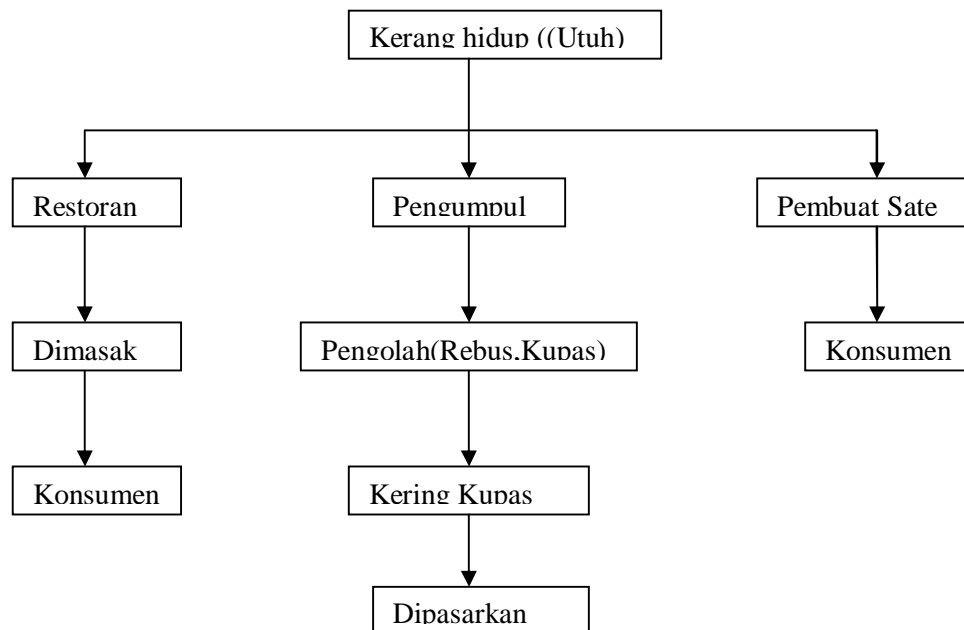 Kerang hidup ((Utuh)
Restoran
Pengumpul
Pembuat Sate
Dimasak
Pengolah(Rebus,Kupas)
Konsumen
Konsumen
Kering Kupas
Dipasarkan